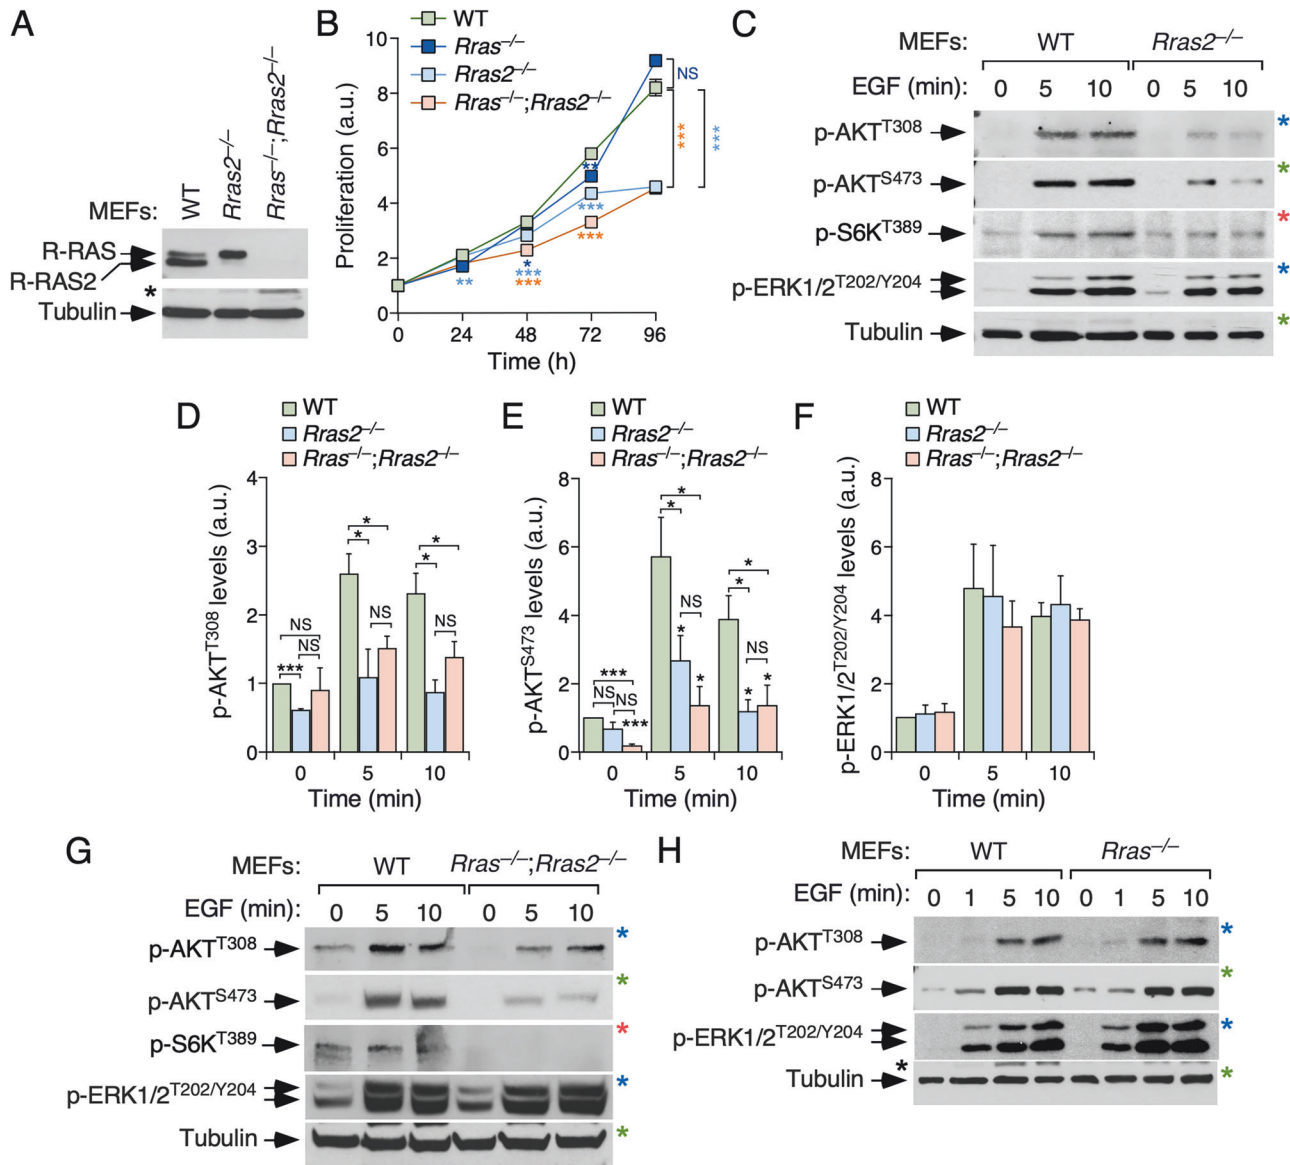 A
MEFs:
WT
Rras2–/–
Rras–/–;Rras2–/–
R-RAS
R-RAS2
*
Tubulin
B
WT
Rras–/–
Rras2–/–
Rras–/–;Rras2–/–
Proliferation (a.u.)
10
8
6
4
2
0
NS
***
***
**
***
***
*
***
***
**
0 24 48 72 96
Time (h)
C
MEFs: WT Rras2–/–
EGF (min): 0 5 10 0 5 10
p-AKTT308 *
p-AKTS473 *
p-S6KT389 *
p-ERK1/2T202/Y204 *
Tubulin *
D
WT
Rras2–/–
Rras–/–;Rras2–/–
p-AKTT308 levels (a.u.)
4
3
2
1
0
NS
NS
***
*
*
NS
*
*
NS
0 5 10
Time (min)
E
WT
Rras2–/–
Rras–/–;Rras2–/–
p-AKTS473 levels (a.u.)
8
6
4
2
0
***
NS NS
***
*
*
NS
*
*
*
*
NS
*
*
0 5 10
Time (min)
F
WT
Rras2–/–
Rras–/–;Rras2–/–
p-ERK1/2T202/Y204 levels (a.u.)
8
6
4
2
0
0 5 10
Time (min)
G
MEFs: WT Rras–/–;Rras2–/–
EGF (min): 0 5 10 0 5 10
p-AKTT308 *
p-AKTS473 *
p-S6KT389 *
p-ERK1/2T202/Y204 *
Tubulin *
H
MEFs: WT Rras–/–
EGF (min): 0 1 5 10 0 1 5 10
p-AKTT308 *
p-AKTS473 *
p-ERK1/2T202/Y204 *
*
Tubulin *